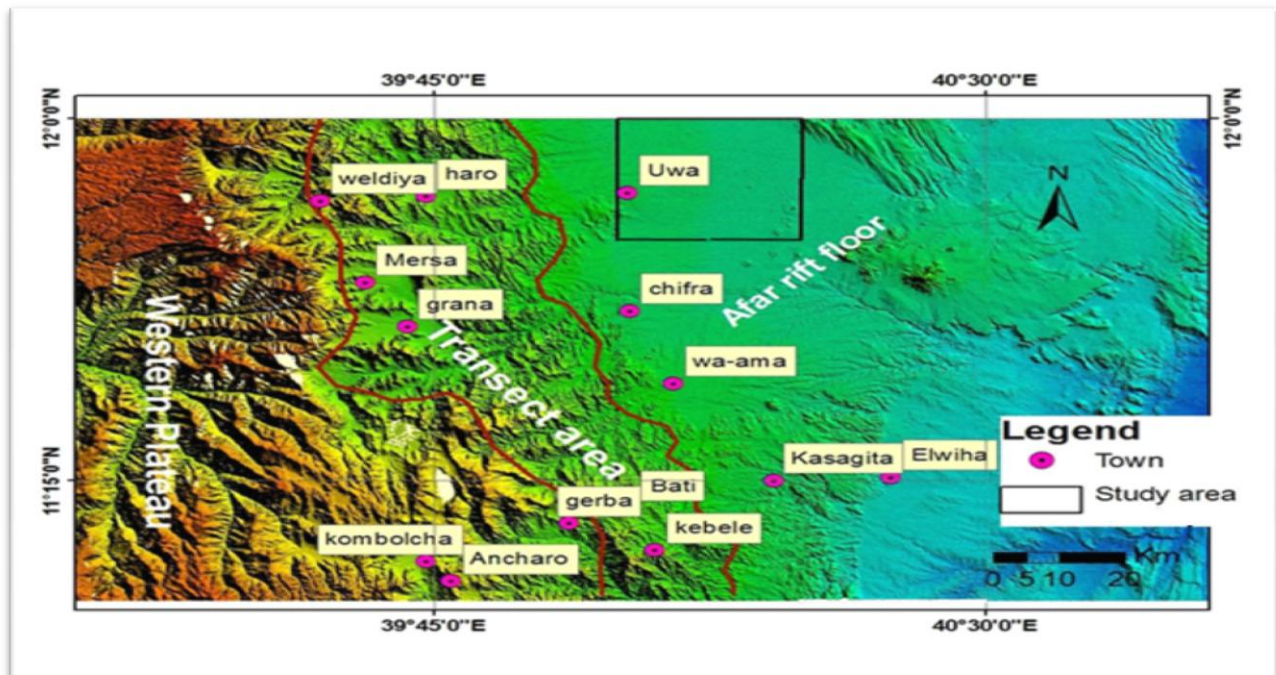 39°45'0"E
40°30'0"E
12°0'0"N
12°0'0"N
weldiya
haro
Uwa
N
Mersa
grana
chifra
Afar rift floor
Western Plateau
Transect area
wa-ama
Legend
Town
Study area
Kasagita
Elwiha
11°15'0"N
Bati
gerba
kebele
kombolcha
Ancharo
Km
0 5 10 20
39°45'0"E
40°30'0"E